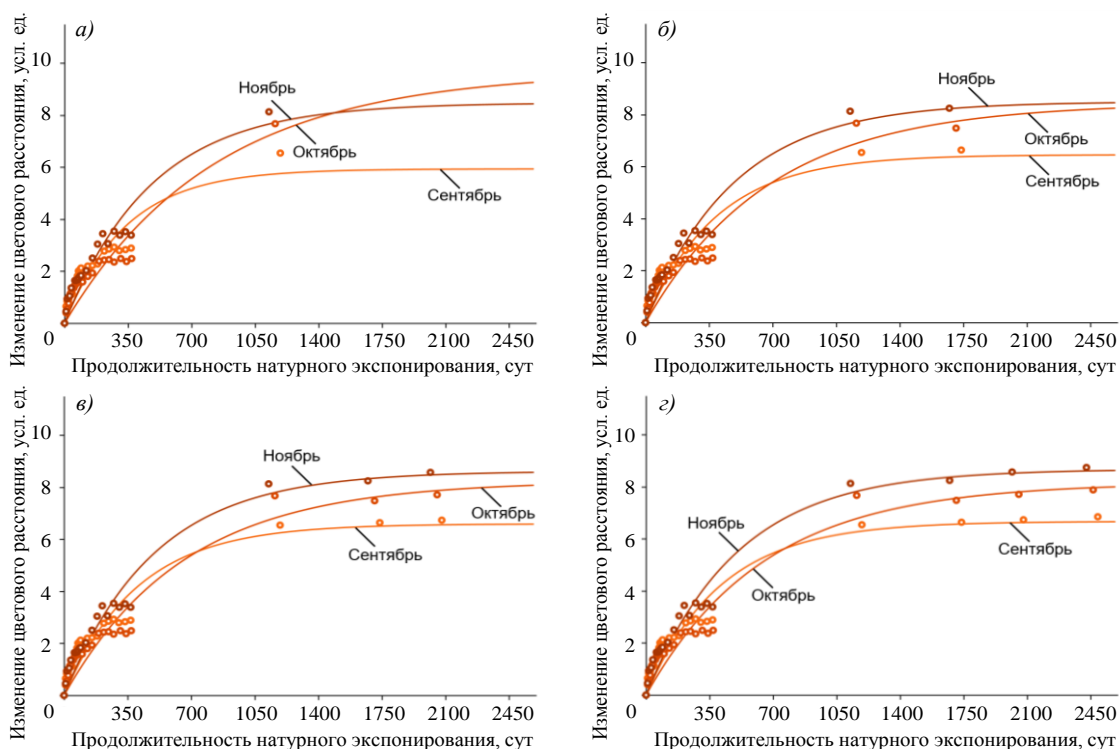 а)
Изменение цветового расстояния, усл. ед.
10
8
6
4
2
0
Ноябрь
Октябрь
Сентябрь
350 700 1050 1400 1750 2100 2450
Продолжительность натурного экспонирования, сут
б)
Изменение цветового расстояния, усл. ед.
10
8
6
4
2
0
Ноябрь
Октябрь
Сентябрь
350 700 1050 1400 1750 2100 2450
Продолжительность натурного экспонирования, сут
в)
Изменение цветового расстояния, усл. ед.
10
8
6
4
2
0
Ноябрь
Октябрь
Сентябрь
350 700 1050 1400 1750 2100 2450
Продолжительность натурного экспонирования, сут
г)
Изменение цветового расстояния, усл. ед.
10
8
6
4
2
0
Ноябрь
Сентябрь
Октябрь
350 700 1050 1400 1750 2100 2450
Продолжительность натурного экспонирования, сут